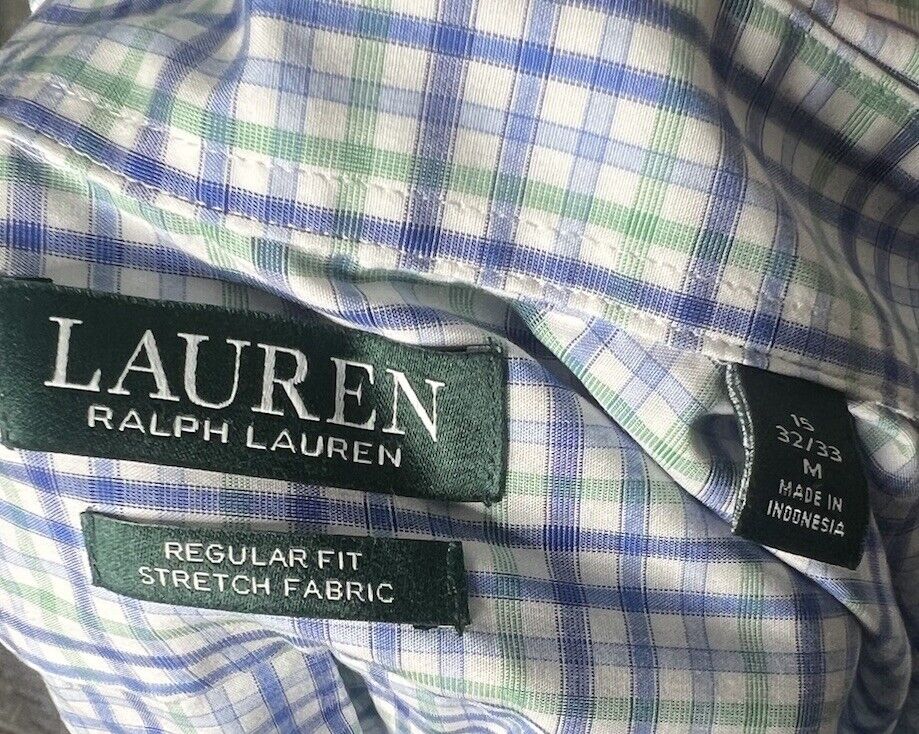 LAUREN
RALPH LAUREN
REGULAR FIT
STRETCH FABRIC
15
32/33
M
MADE IN
INDONESIA